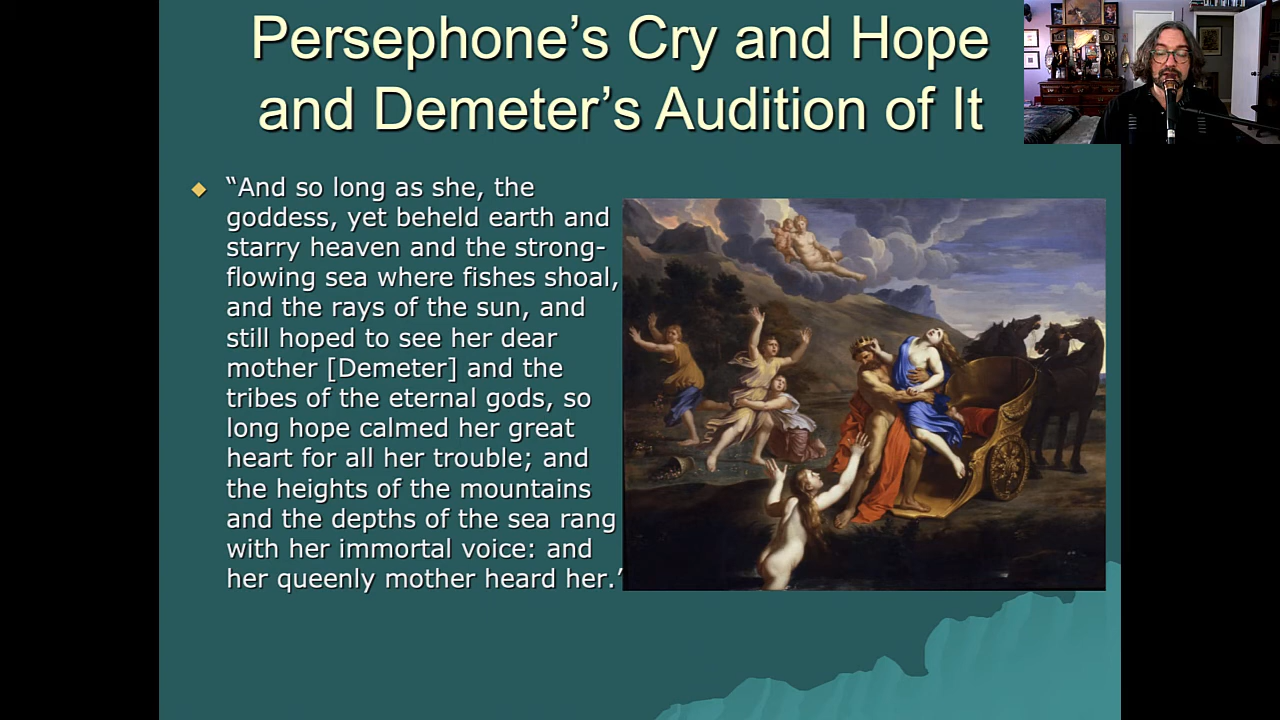 Persephone’s Cry and Hope
and Demeter’s Audition of It
“And so long as she, the
goddess, yet beheld earth and
starry heaven and the strong-
flowing sea where fishes shoal,
and the rays of the sun, and
still hoped to see her dear
mother [Demeter] and the
tribes of the eternal gods, so
long hope calmed her great
heart for all her trouble; and
the heights of the mountains
and the depths of the sea rang
with her immortal voice: and
her queenly mother heard her.”